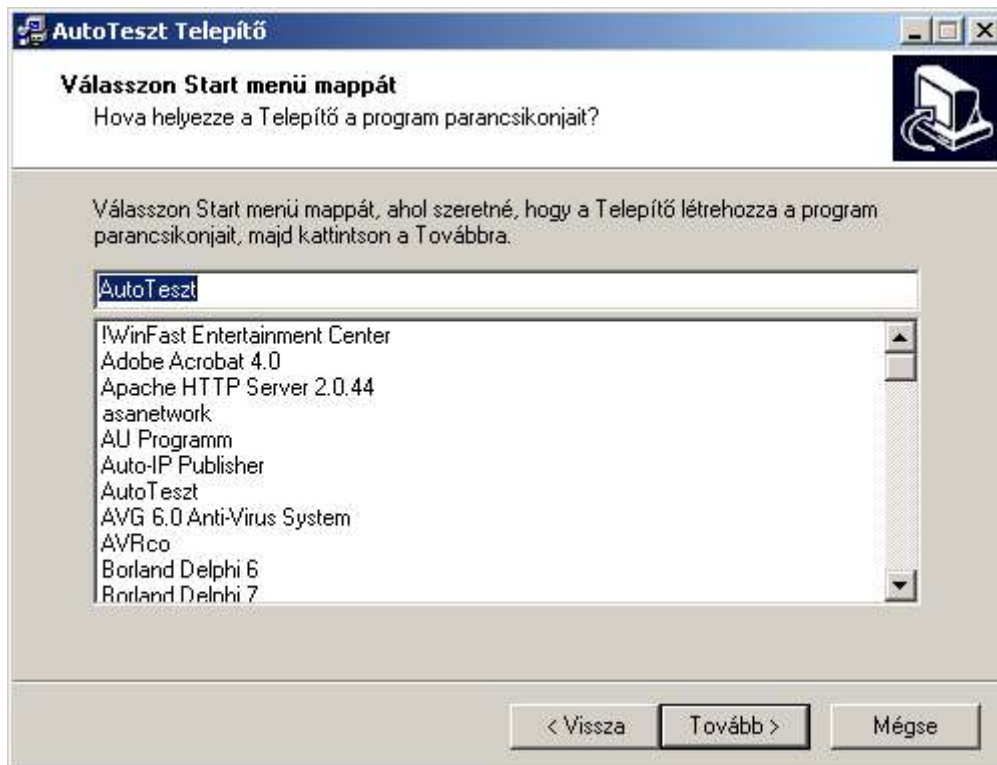 AutoTeszt Telepítő
Válasszon Start menü mappát
Hova helyezze a Telepítő a program parancsikonjait?
Válasszon Start menü mappát, ahol szeretné, hogy a Telepítő létrehozza a program
parancsikonjait, majd kattintson a Továbbra.
AutoTeszt
!WinFast Entertainment Center
Adobe Acrobat 4.0
Apache HTTP Server 2.0.44
asanetwork
AU Programm
Auto-IP Publisher
AutoTeszt
AVG 6.0 Anti-Virus System
AVRco
Borland Delphi 6
Borland Delphi 7
< Vissza
Tovább >
Mégse